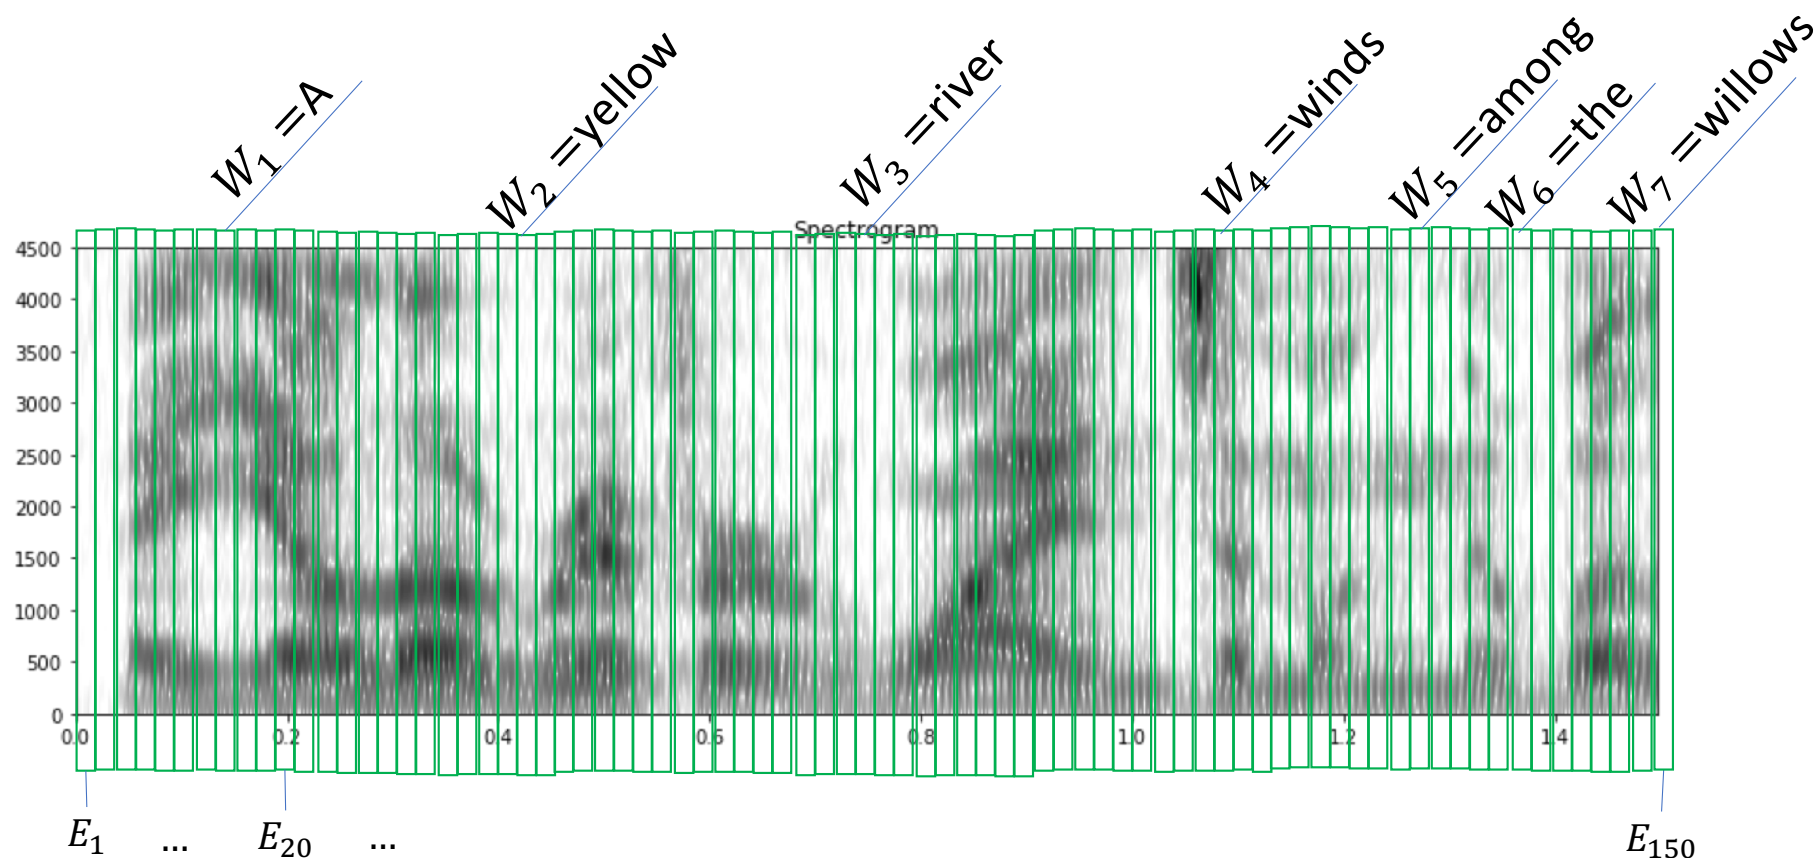 W₁ =A
W₂ =yellow
W₃ =river
W₄ =winds
W₅ =among
W₆ =the
W₇ =willows
Spectrogram
4500
4000
3500
3000
2500
2000
1500
1000
500
0
0.0 0.2 0.4 0.6 0.8 1.0 1.2 1.4
E₁ ... E₂₀ ... E₁₅₀